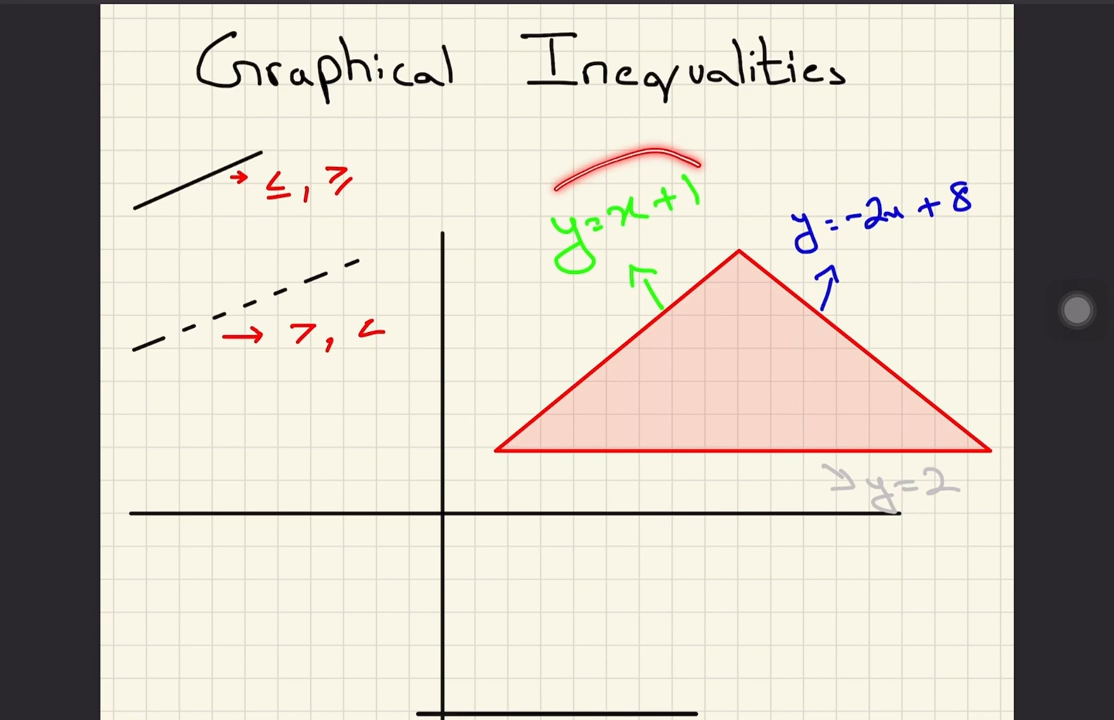 Graphical Inequalities
→ ≤, ≥
y=x+1
y=-2x+8
→ >, <
→ y=2